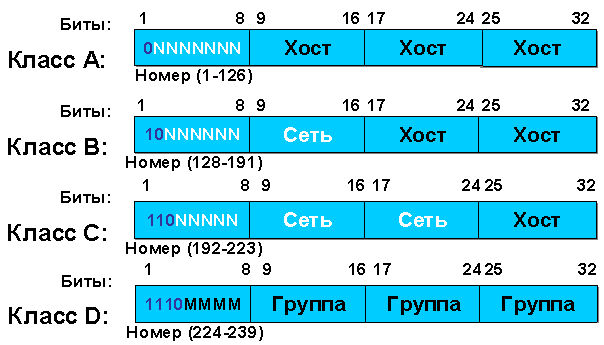 Биты: 1 8 9 16 17 24 25 32
Класс A: 0NNNNNNN Хост Хост Хост
Номер (1-126)
Биты: 1 8 9 16 17 24 25 32
Класс B: 10NNNNNN Сеть Хост Хост
Номер (128-191)
Биты: 1 8 9 16 17 24 25 32
Класс C: 110NNNNN Сеть Сеть Хост
Номер (192-223)
Биты: 1 8 9 16 17 24 25 32
Класс D: 1110MMMM Группа Группа Группа
Номер (224-239)